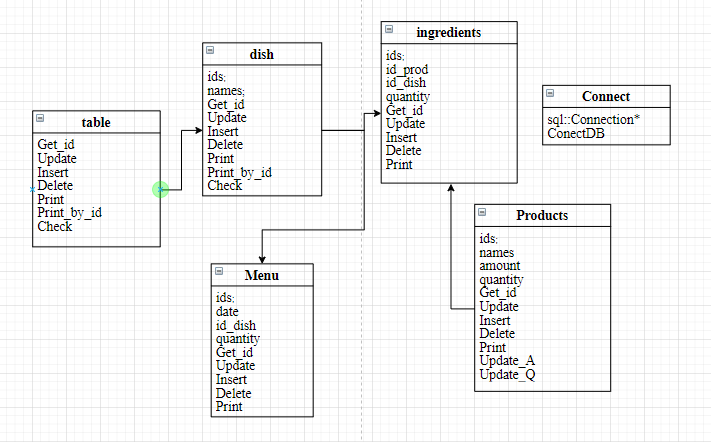 table
Get_id
Update
Insert
Delete
Print
Print_by_id
Check
dish
ids;
names;
Get_id
Update
Insert
Delete
Print
Print_by_id
Check
ingredients
ids;
id_prod
id_dish
quantity
Get_id
Update
Insert
Delete
Print
Connect
sql::Connection*
ConectDB
Menu
ids;
date
id_dish
quantity
Get_id
Update
Insert
Delete
Print
Products
ids;
names
amount
quantity
Get_id
Update
Insert
Delete
Print
Update_A
Update_Q